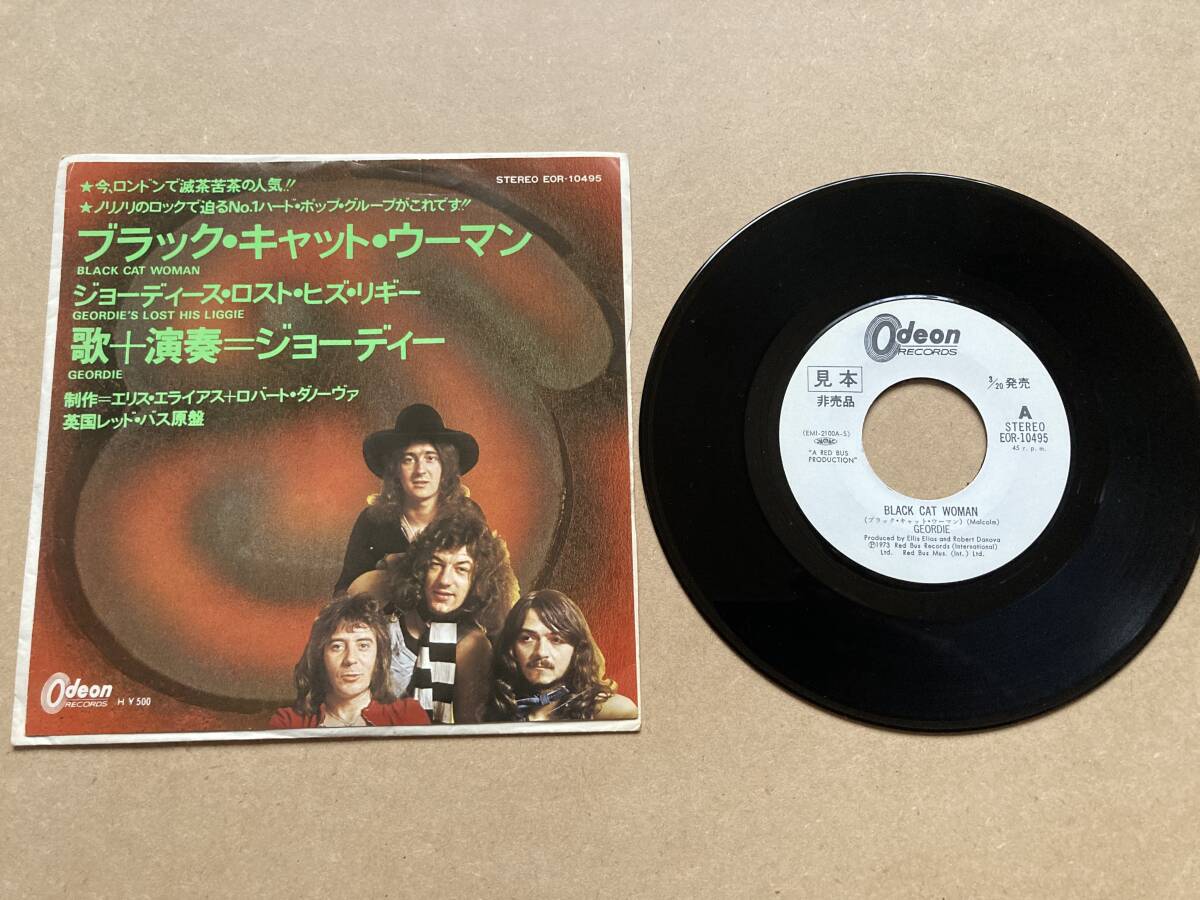 ★今、ロンドンで滅茶苦茶の人気!!
STEREO EOR-10495
★ノリノリのロックで迫るNo.1ハード・ポップ・グループがこれです!!
ブラック・キャット・ウーマン
BLACK CAT WOMAN
ジョーディース・ロスト・ヒズ・リギー
GEORDIE'S LOST HIS LIGGIE
歌+演奏=ジョーディー
GEORDIE
制作=エリス・エライアス+ロバート・ダノーヴァ
英国レッド・バス原盤
Odeon
RECORDS
H ¥500
Odeon
RECORDS
見本
非売品
3/20発売
(EMI-2100A-S)
A
STEREO
EOR-10495
45 r.p.m.
"A RED BUS
PRODUCTION"
BLACK CAT WOMAN
(ブラック・キャット・ウーマン) (Malcolm)
GEORDIE
Produced by Ellis Elias and Robert Danova
℗1973 Red Bus Records (International)
Ltd. Red Bus Mus. (Int.) Ltd.